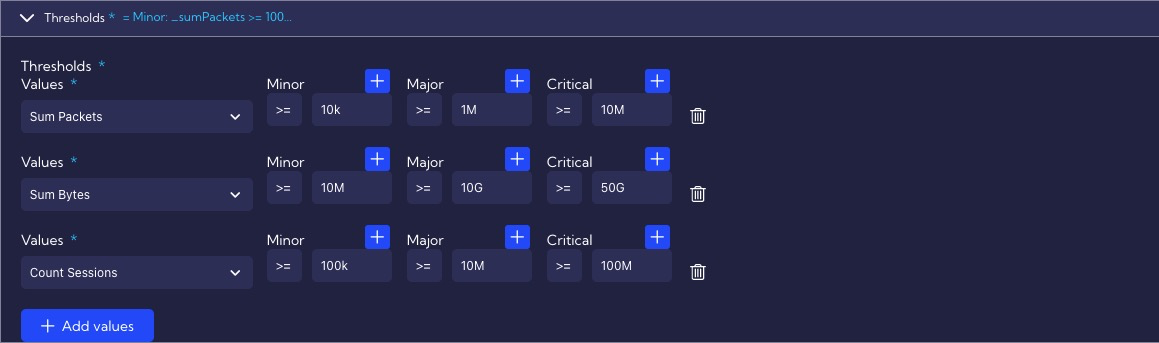 Thresholds * = Minor: _sumPackets >= 100...
Thresholds *
Values * Minor Major Critical
Sum Packets >= 10k >= 1M >= 10M
Values * Minor Major Critical
Sum Bytes >= 10M >= 10G >= 50G
Values * Minor Major Critical
Count Sessions >= 100k >= 10M >= 100M
+ Add values